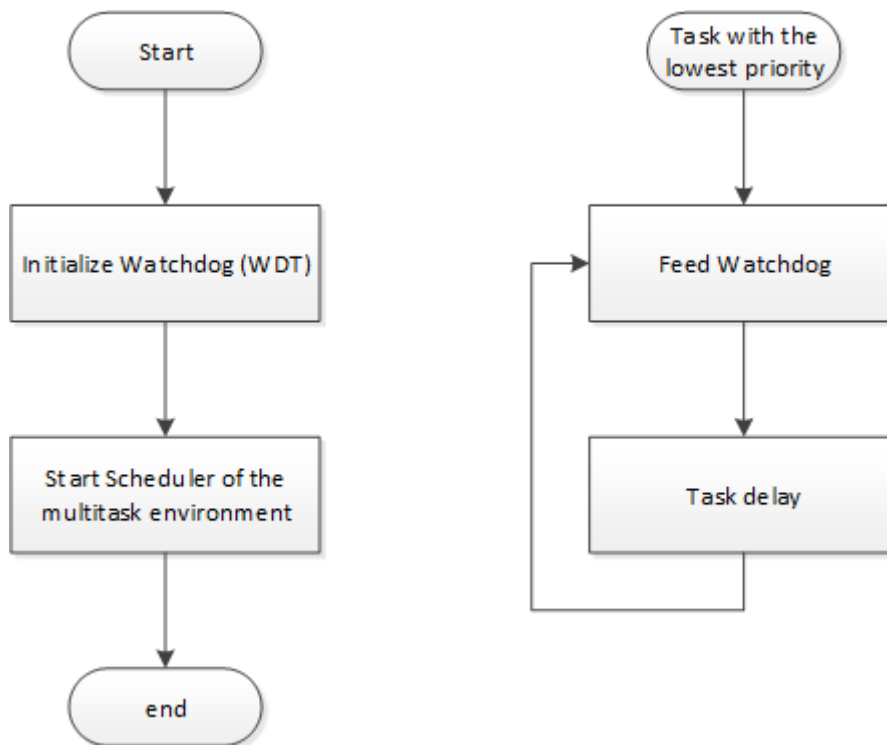 Start
Initialize Watchdog (WDT)
Start Scheduler of the
multitask environment
end
Task with the
lowest priority
Feed Watchdog
Task delay